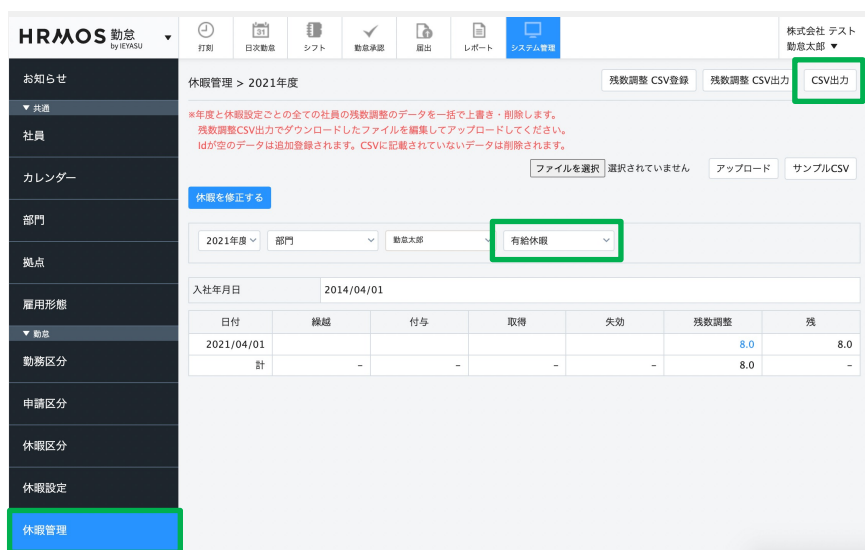 HRMOS 勤怠 ▼
by IEYASU
打刻
31
日次勤怠
シフト
勤怠承認
届出
レポート
システム管理
株式会社 テスト
勤怠太郎 ▼
お知らせ
▼ 共通
社員
カレンダー
部門
拠点
雇用形態
▼ 勤怠
勤務区分
申請区分
休暇区分
休暇設定
休暇管理
休暇管理 > 2021年度
残数調整 CSV登録
残数調整 CSV出力
CSV出力
※年度と休暇設定ごとの全ての社員の残数調整のデータを一括で上書き・削除します。
残数調整CSV出力でダウンロードしたファイルを編集してアップロードしてください。
Idが空のデータは追加登録されます。CSVに記載されていないデータは削除されます。
ファイルを選択 選択されていません アップロード サンプルCSV
休暇を修正する
2021年度 部門 勤怠太郎 有給休暇
入社年月日 2014/04/01
日付 繰越 付与 取得 失効 残数調整 残
2021/04/01 8.0 8.0
計 – – – – 8.0 –